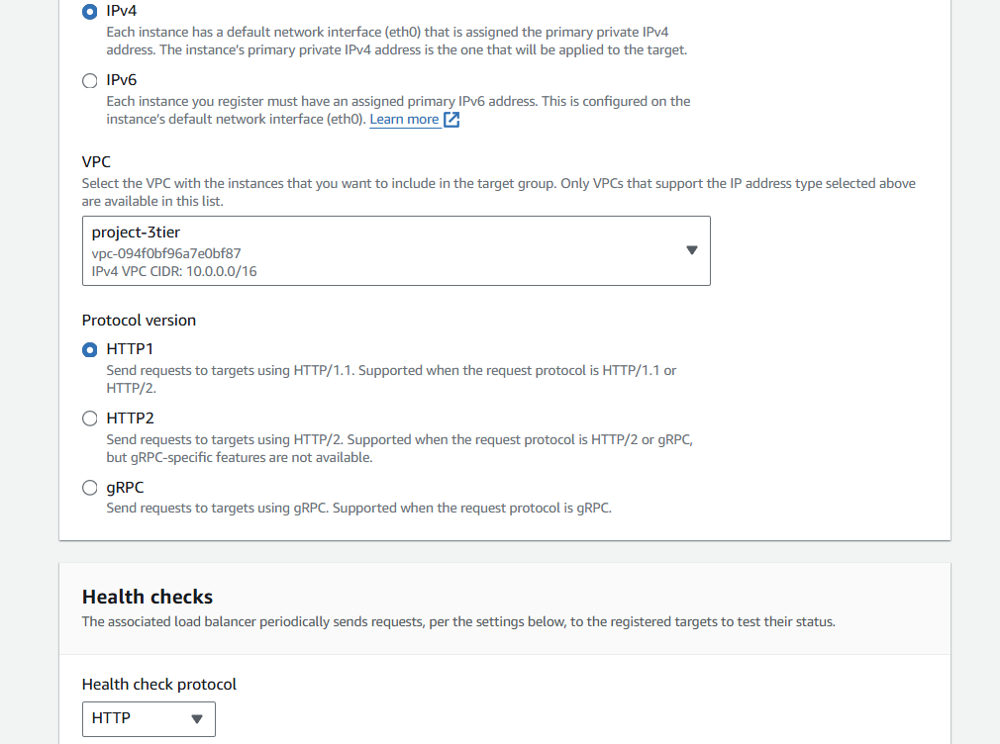 IPv4
Each instance has a default network interface (eth0) that is assigned the primary private IPv4
address. The instance's primary private IPv4 address is the one that will be applied to the target.
IPv6
Each instance you register must have an assigned primary IPv6 address. This is configured on the
instance's default network interface (eth0). Learn more
VPC
Select the VPC with the instances that you want to include in the target group. Only VPCs that support the IP address type selected above
are available in this list.
project-3tier
vpc-094f0bf96a7e0bf87
IPv4 VPC CIDR: 10.0.0.0/16
Protocol version
HTTP1
Send requests to targets using HTTP/1.1. Supported when the request protocol is HTTP/1.1 or
HTTP/2.
HTTP2
Send requests to targets using HTTP/2. Supported when the request protocol is HTTP/2 or gRPC,
but gRPC-specific features are not available.
gRPC
Send requests to targets using gRPC. Supported when the request protocol is gRPC.
Health checks
The associated load balancer periodically sends requests, per the settings below, to the registered targets to test their status.
Health check protocol
HTTP